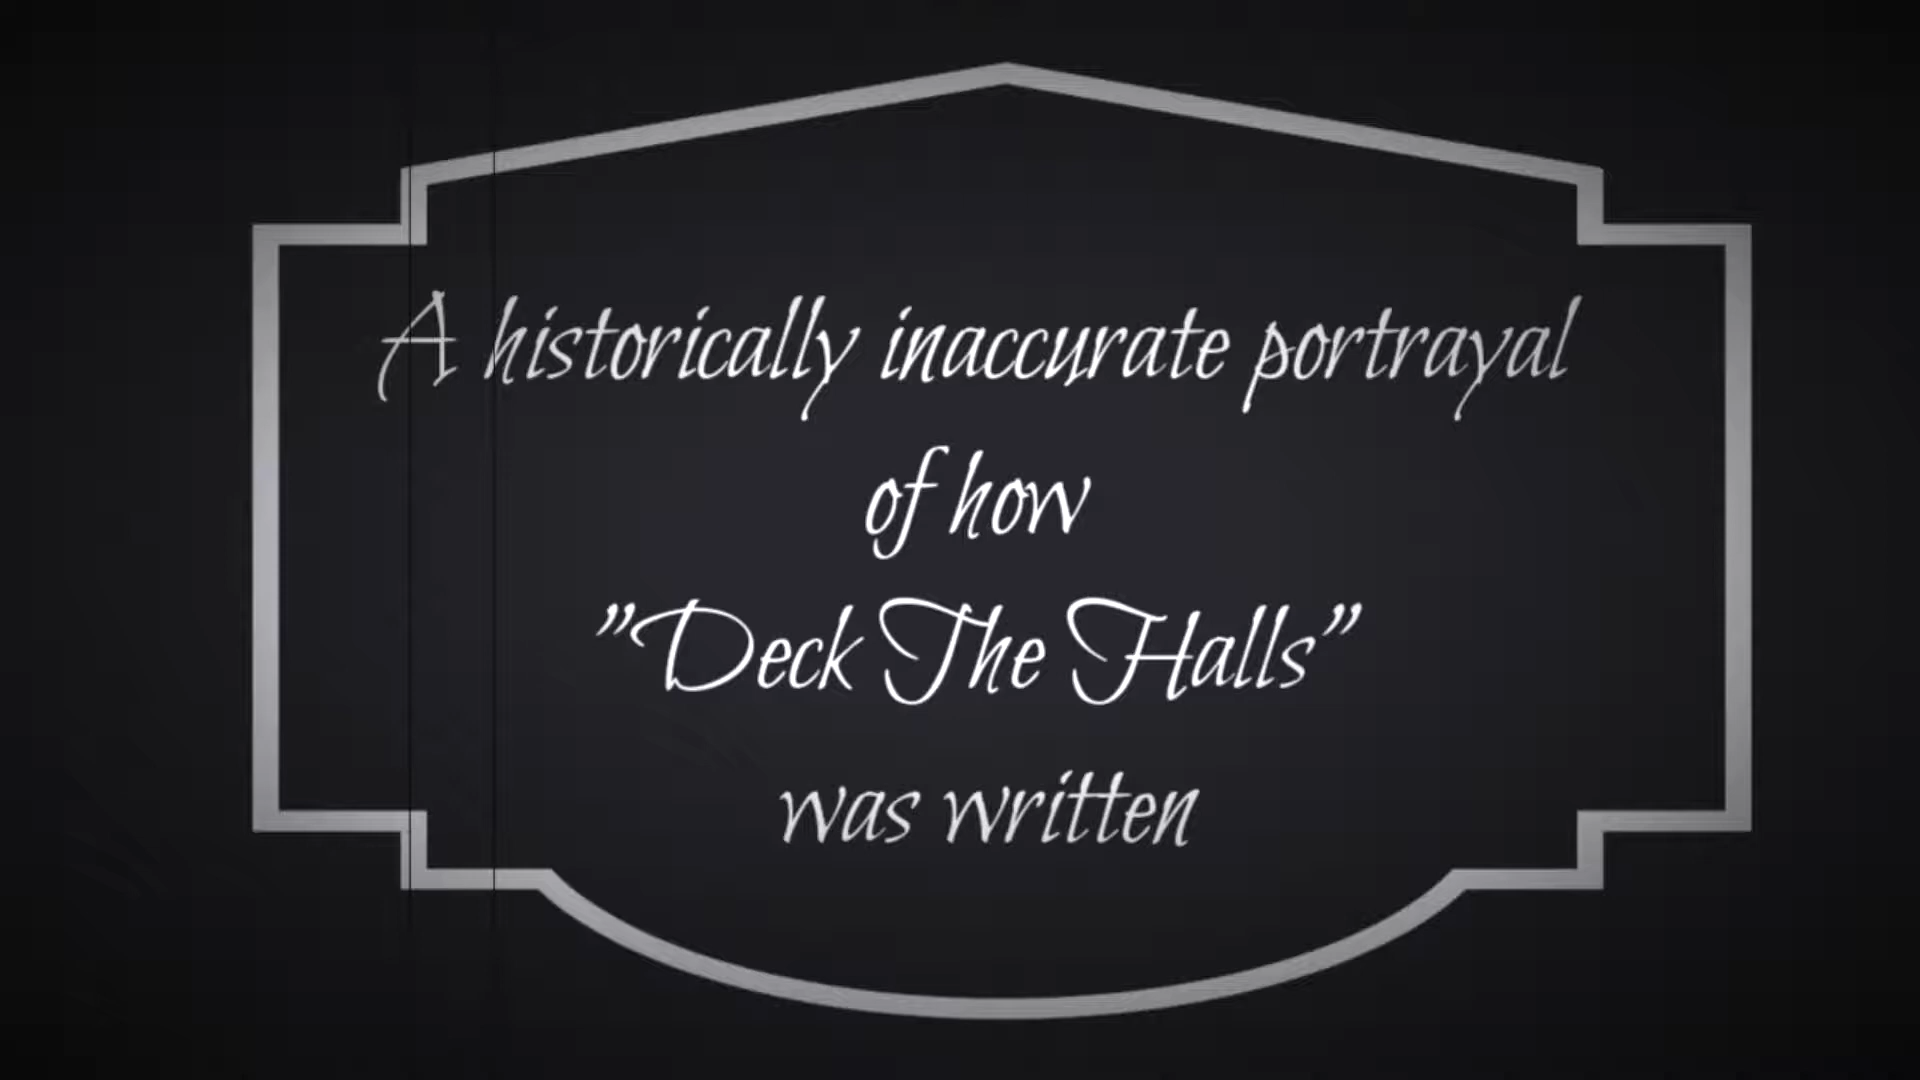 A historically inaccurate portrayal
of how
"Deck The Halls"
was written